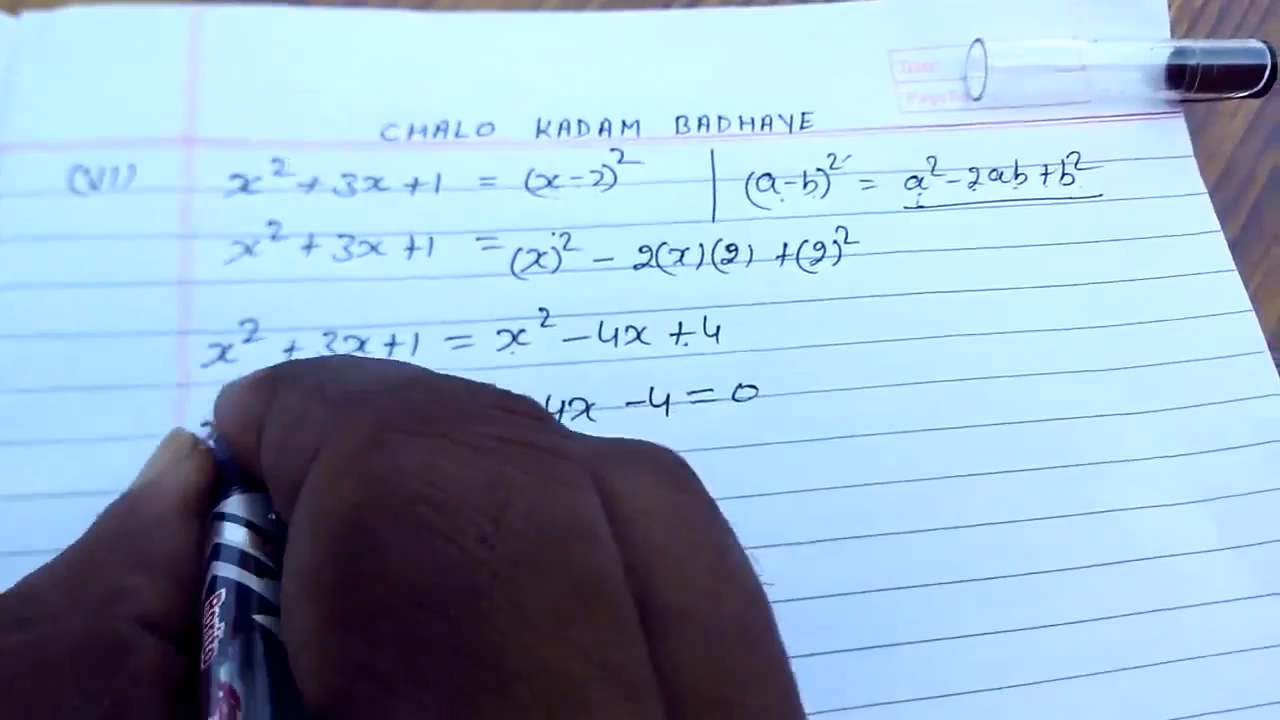 CHALO KADAM BADHAYE
(VII) x² + 3x + 1 = (x-2)² | (a-b)² = a² - 2ab + b²
x² + 3x + 1 = (x)² - 2(x)(2) + (2)²
x² + 3x + 1 = x² - 4x + 4
4x - 4 = 0